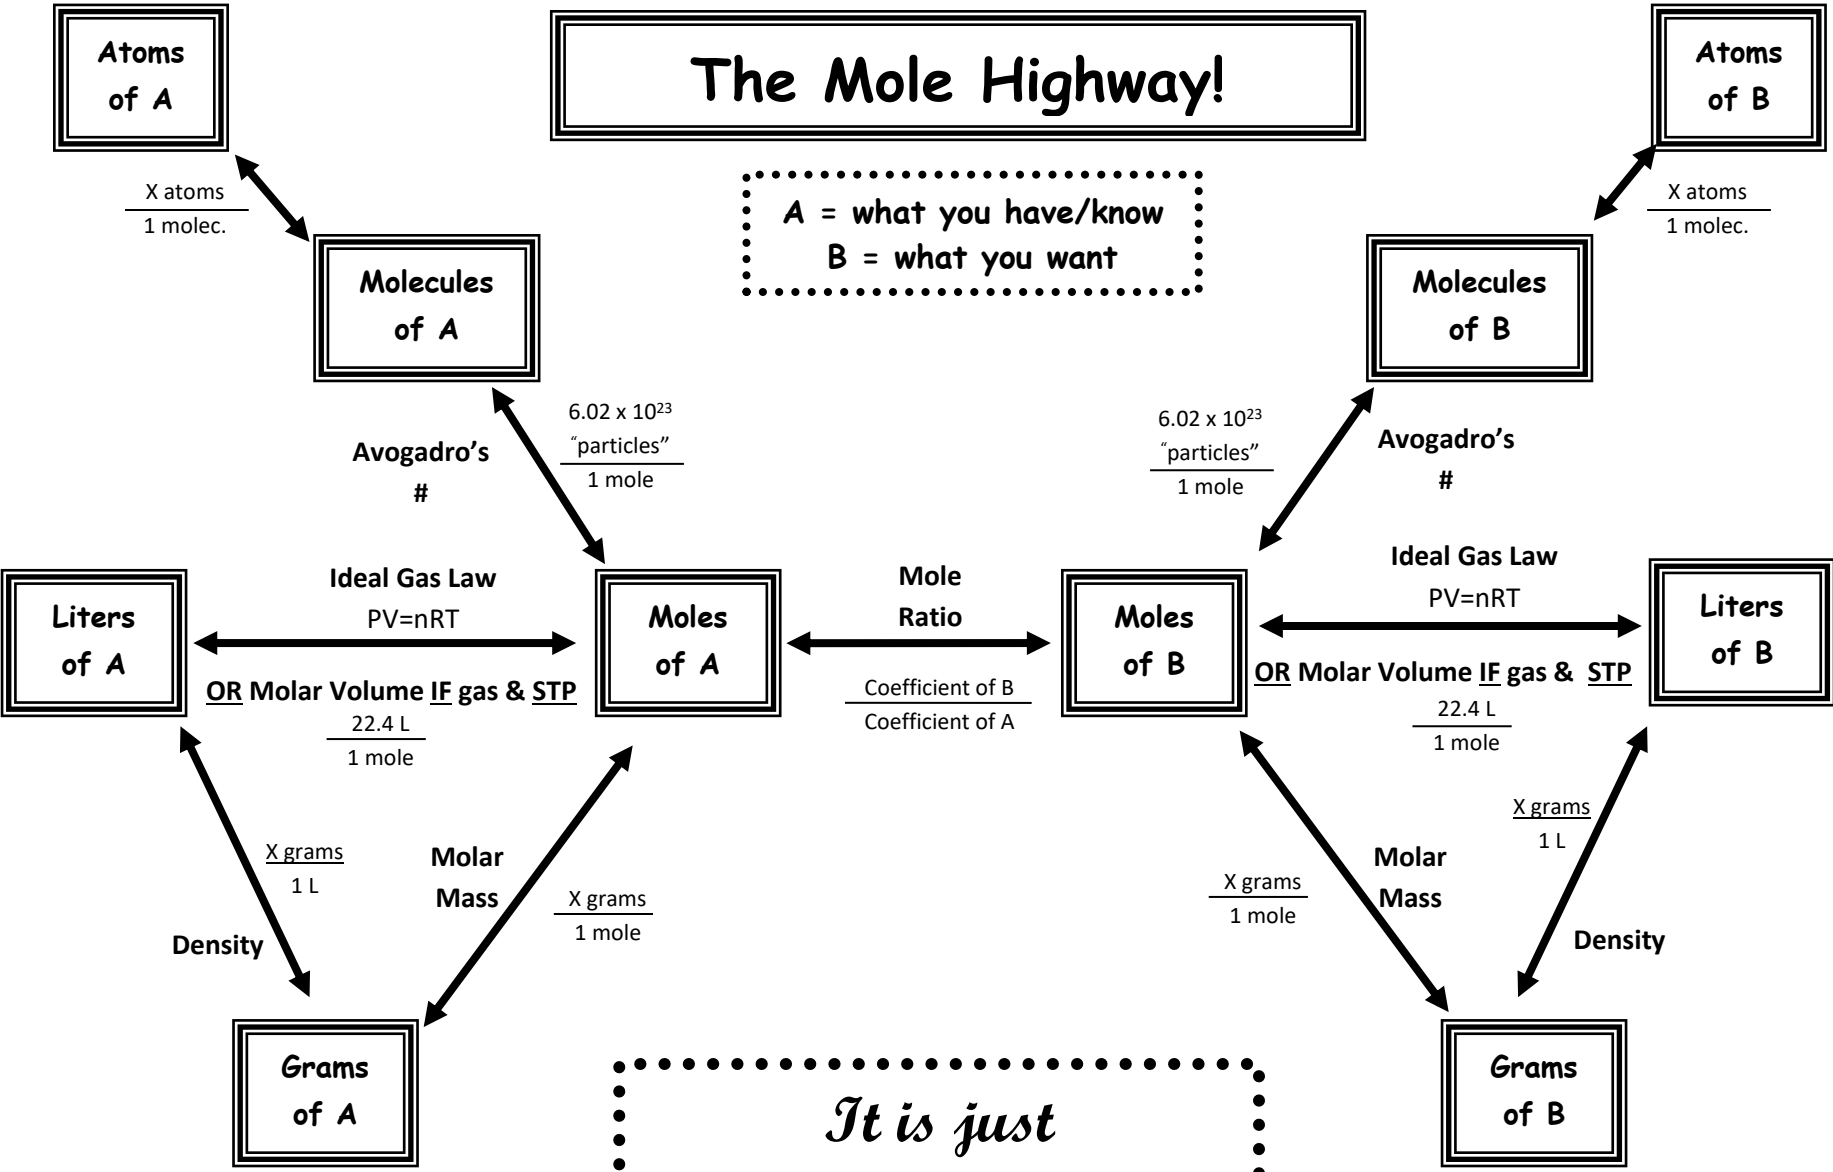 Atoms
of A
The Mole Highway!
Atoms
of B
X atoms
1 molec.
A = what you have/know
B = what you want
X atoms
1 molec.
Molecules
of A
Molecules
of B
Avogadro’s
#
6.02 x 10²³
“particles”
1 mole
6.02 x 10²³
“particles”
1 mole
Avogadro’s
#
Liters
of A
Ideal Gas Law
PV=nRT
OR Molar Volume IF gas & STP
22.4 L
1 mole
Moles
of A
Mole
Ratio
Coefficient of B
Coefficient of A
Moles
of B
Ideal Gas Law
PV=nRT
OR Molar Volume IF gas & STP
22.4 L
1 mole
Liters
of B
X grams
1 L
Density
Molar
Mass
X grams
1 mole
X grams
1 mole
Molar
Mass
X grams
1 L
Density
Grams
of A
It is just
Grams
of B